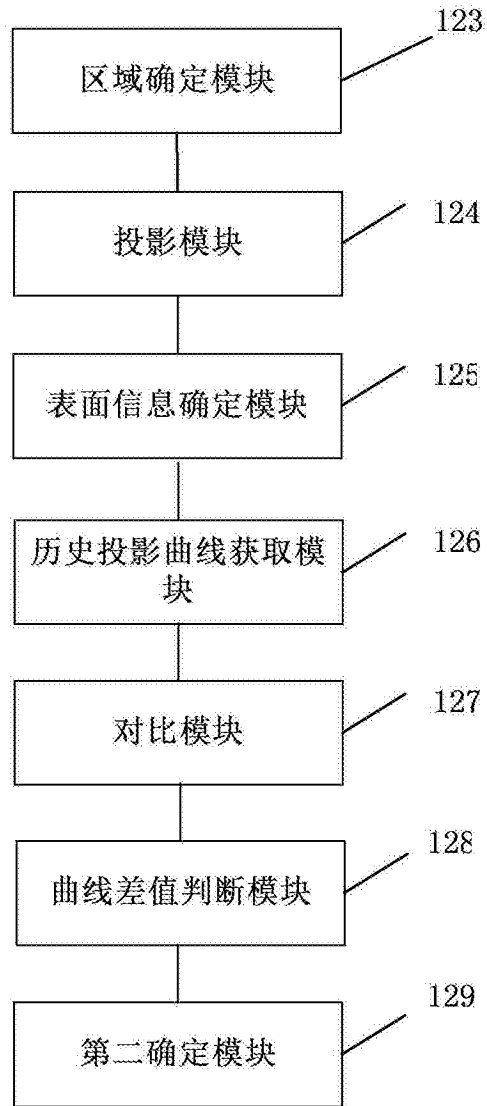 123
区域确定模块
124
投影模块
125
表面信息确定模块
126
历史投影曲线获取模
块
127
对比模块
128
曲线差值判断模块
129
第二确定模块